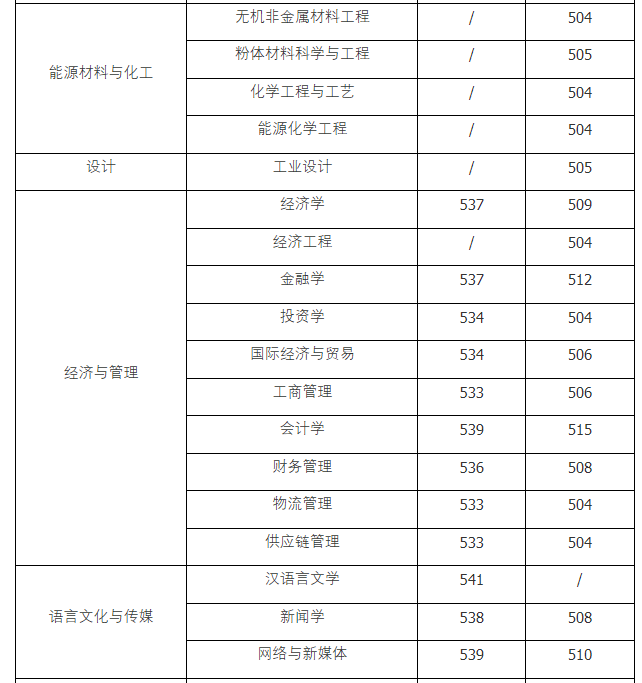 能源材料与化工
无机非金属材料工程 / 504
粉体材料科学与工程 / 505
化学工程与工艺 / 504
能源化学工程 / 504
设计 工业设计 / 505
经济与管理
经济学 537 509
经济工程 / 504
金融学 537 512
投资学 534 504
国际经济与贸易 534 506
工商管理 533 506
会计学 539 515
财务管理 536 508
物流管理 533 504
供应链管理 533 504
语言文化与传媒
汉语言文学 541 /
新闻学 538 508
网络与新媒体 539 510